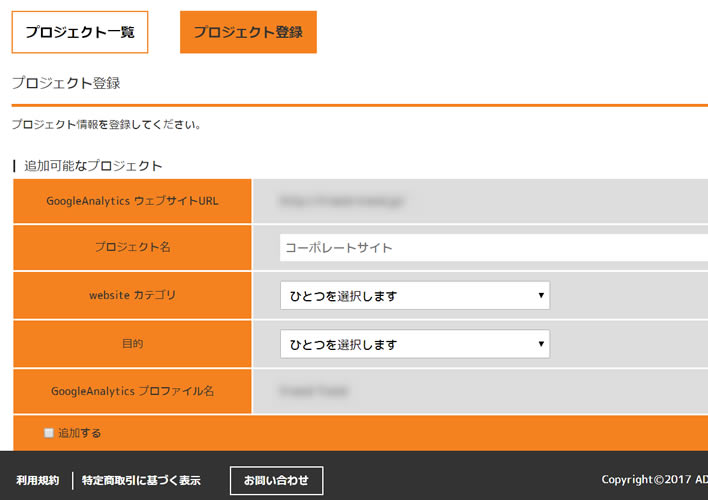 プロジェクト一覧
プロジェクト登録
プロジェクト登録
プロジェクト情報を登録してください。
追加可能なプロジェクト
GoogleAnalytics ウェブサイトURL
プロジェクト名
コーポレートサイト
website カテゴリ
ひとつを選択します
目的
ひとつを選択します
GoogleAnalytics プロファイル名
追加する
利用規約
特定商取引に基づく表示
お問い合わせ
Copyright©2017 AD